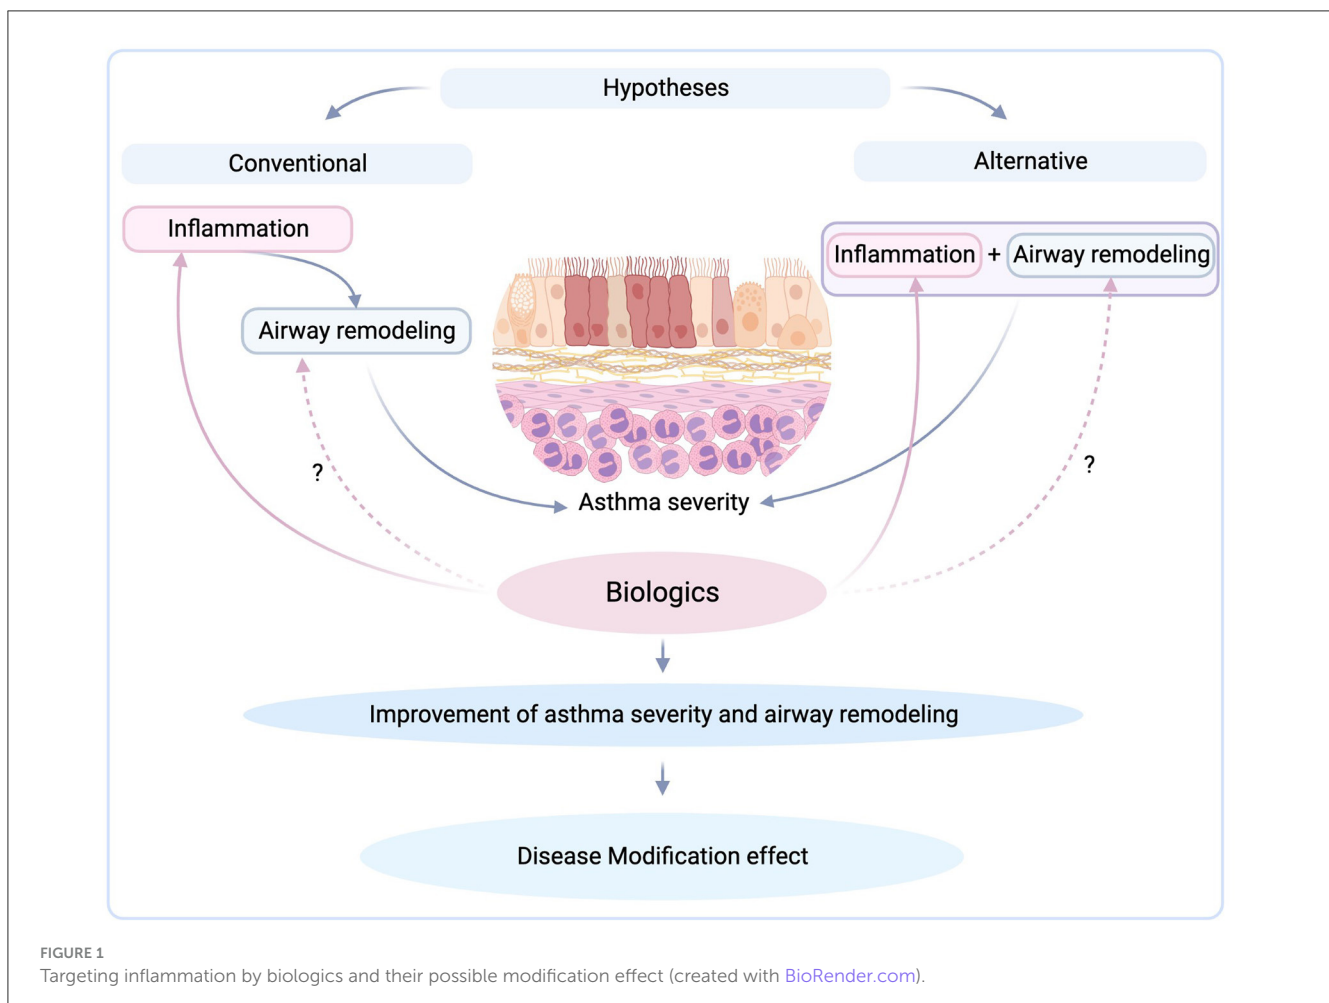 Hypotheses
Conventional
Alternative
Inflammation
Inflammation + Airway remodeling
Airway remodeling
?
?
Asthma severity
Biologics
Improvement of asthma severity and airway remodeling
Disease Modification effect
FIGURE 1
Targeting inflammation by biologics and their possible modification effect (created with BioRender.com).